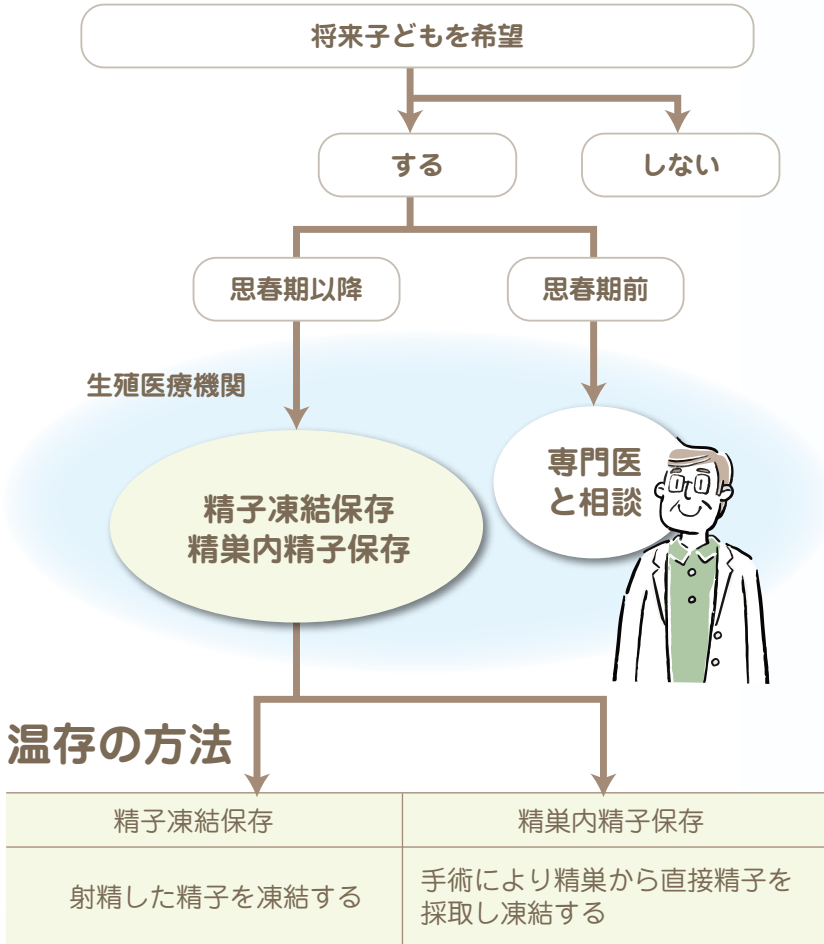 将来子どもを希望
する
しない
思春期以降
思春期前
生殖医療機関
精子凍結保存
精巣内精子保存
専門医
と相談
温存の方法
精子凍結保存
精巣内精子保存
射精した精子を凍結する
手術により精巣から直接精子を
採取し凍結する